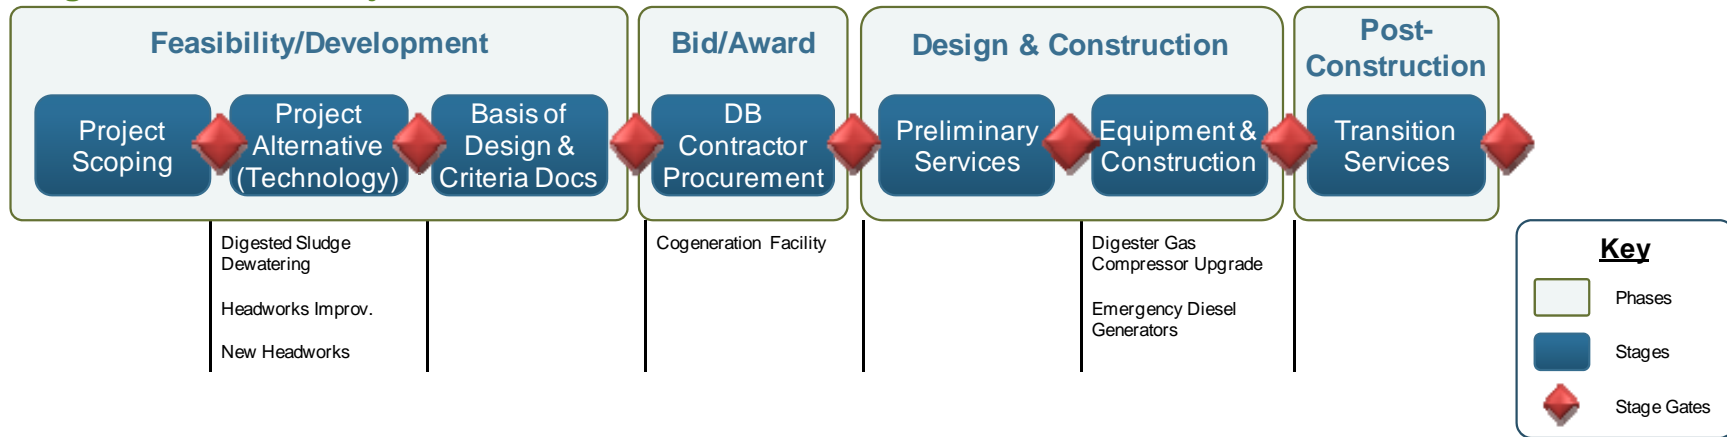 Feasibility/Development
Bid/Award
Design & Construction
Post-
Construction
Project
Scoping
Project
Alternative
(Technology)
Basis of
Design &
Criteria Docs
DB
Contractor
Procurement
Preliminary
Services
Equipment &
Construction
Transition
Services
Digested Sludge
Dewatering
Headworks Improv.
New Headworks
Cogeneration Facility
Digester Gas
Compressor Upgrade
Emergency Diesel
Generators
Key
Phases
Stages
Stage Gates